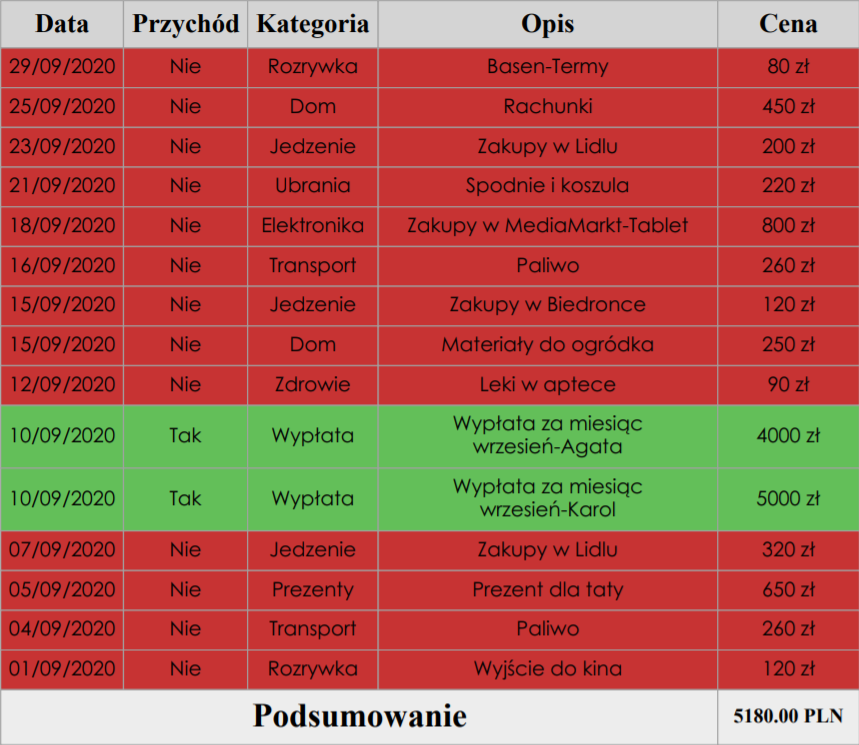 Data Przychód Kategoria Opis Cena
29/09/2020 Nie Rozrywka Basen-Termy 80 zł
25/09/2020 Nie Dom Rachunki 450 zł
23/09/2020 Nie Jedzenie Zakupy w Lidlu 200 zł
21/09/2020 Nie Ubrania Spodnie i koszula 220 zł
18/09/2020 Nie Elektronika Zakupy w MediaMarkt-Tablet 800 zł
16/09/2020 Nie Transport Paliwo 260 zł
15/09/2020 Nie Jedzenie Zakupy w Biedronce 120 zł
15/09/2020 Nie Dom Materiały do ogródka 250 zł
12/09/2020 Nie Zdrowie Leki w aptece 90 zł
10/09/2020 Tak Wypłata Wypłata za miesiąc
wrzesień-Agata 4000 zł
10/09/2020 Tak Wypłata Wypłata za miesiąc
wrzesień-Karol 5000 zł
07/09/2020 Nie Jedzenie Zakupy w Lidlu 320 zł
05/09/2020 Nie Prezenty Prezent dla taty 650 zł
04/09/2020 Nie Transport Paliwo 260 zł
01/09/2020 Nie Rozrywka Wyjście do kina 120 zł
Podsumowanie 5180.00 PLN